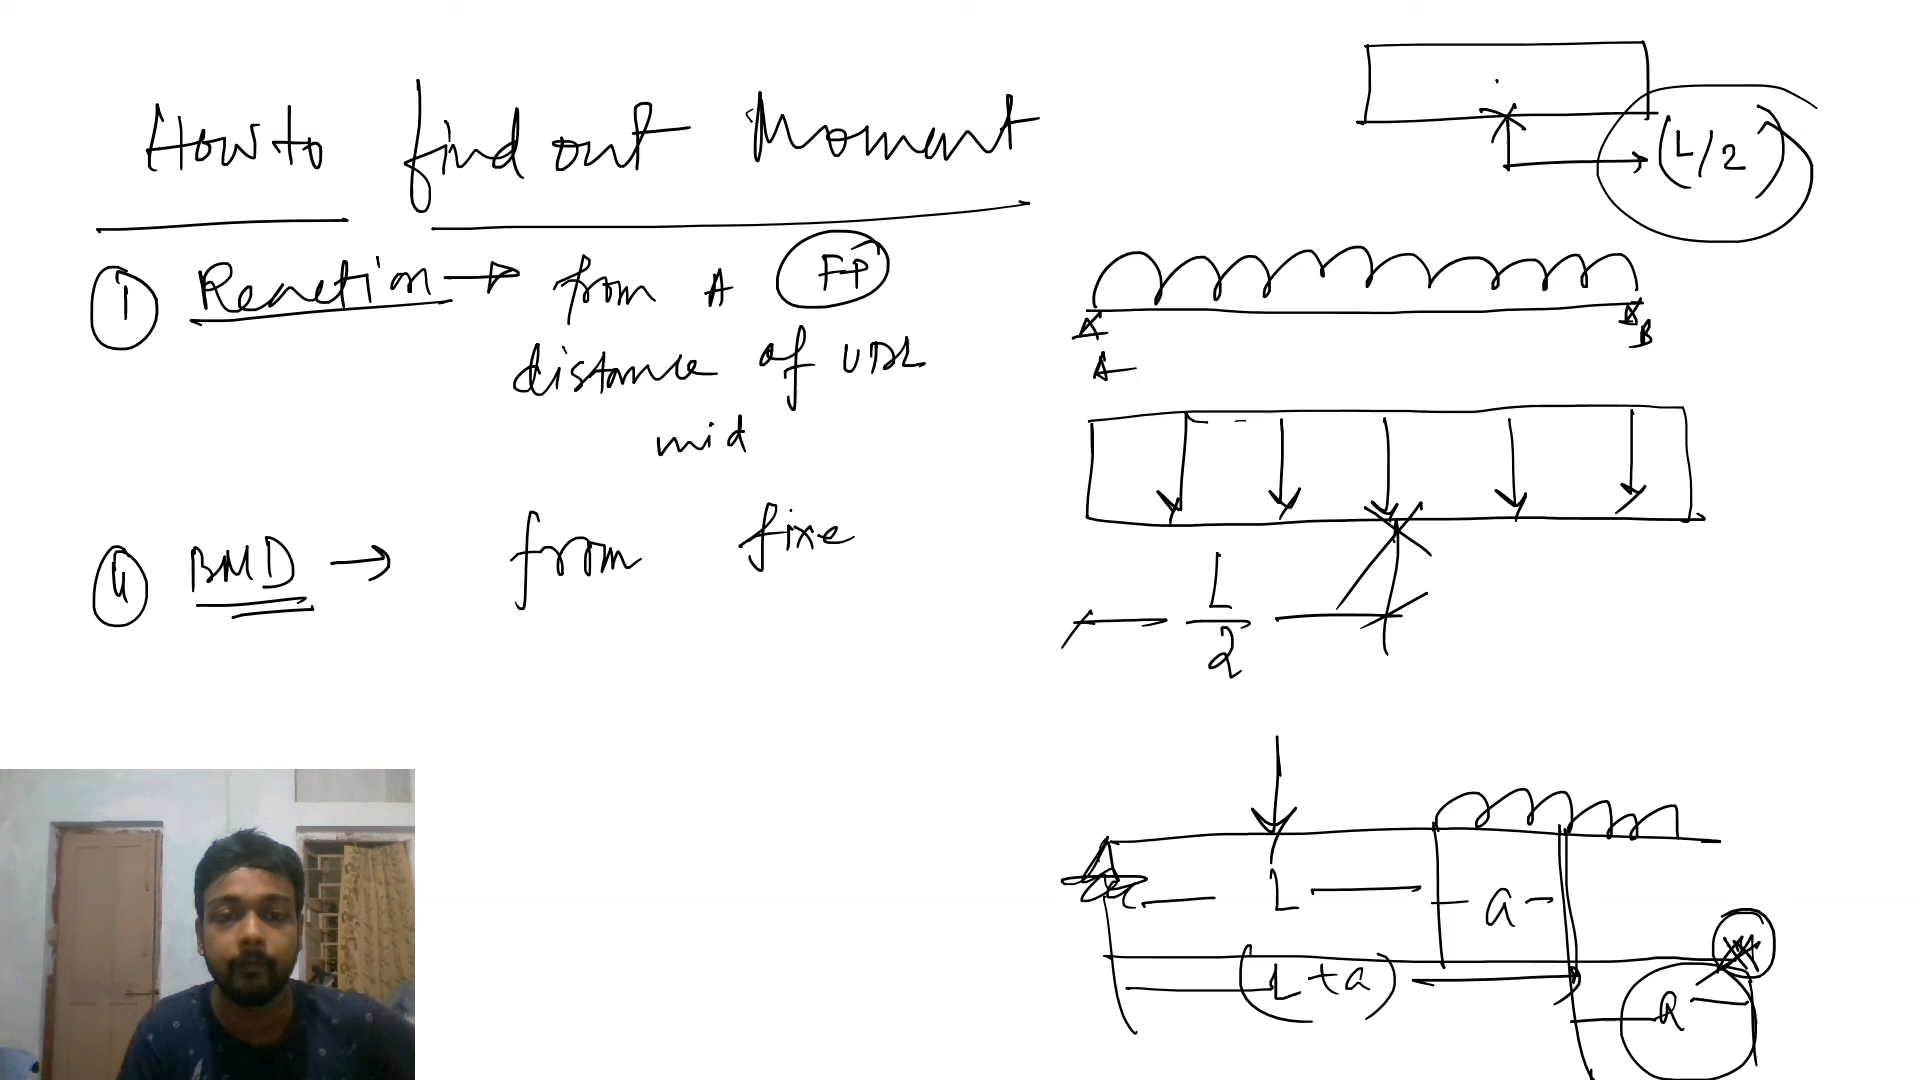 How to find out Moment
① Reaction → from A FP
distance of UDL
mid
② BMD → from fixe
(L/2)
A
B
L/2
L
a
(L+a)
a